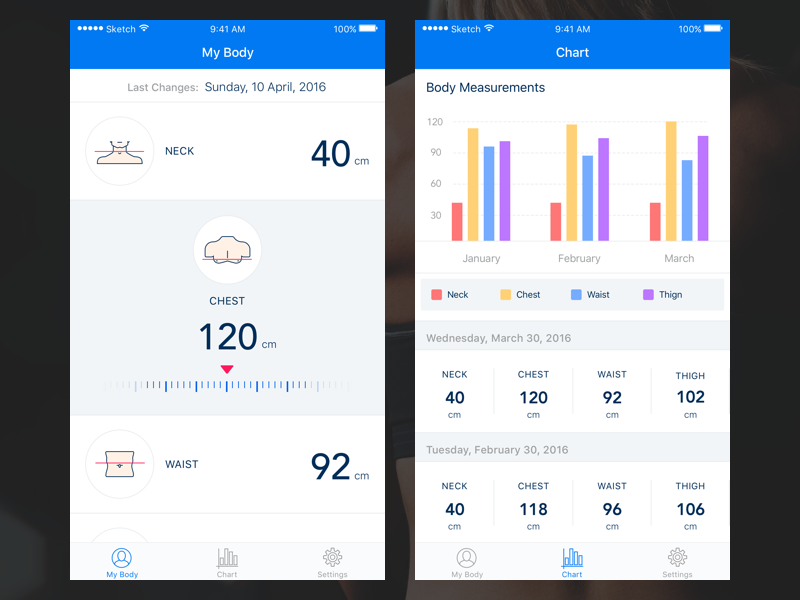 Sketch 9:41 AM 100%
My Body
Last Changes: Sunday, 10 April, 2016
NECK 40 cm
CHEST
120 cm
WAIST 92 cm
My Body Chart Settings
Sketch 9:41 AM 100%
Chart
Body Measurements
120
90
60
30
January February March
Neck Chest Waist Thign
Wednesday, March 30, 2016
NECK CHEST WAIST THIGH
40 120 92 102
cm cm cm cm
Tuesday, February 30, 2016
NECK CHEST WAIST THIGH
40 118 96 106
cm cm cm cm
My Body Chart Settings